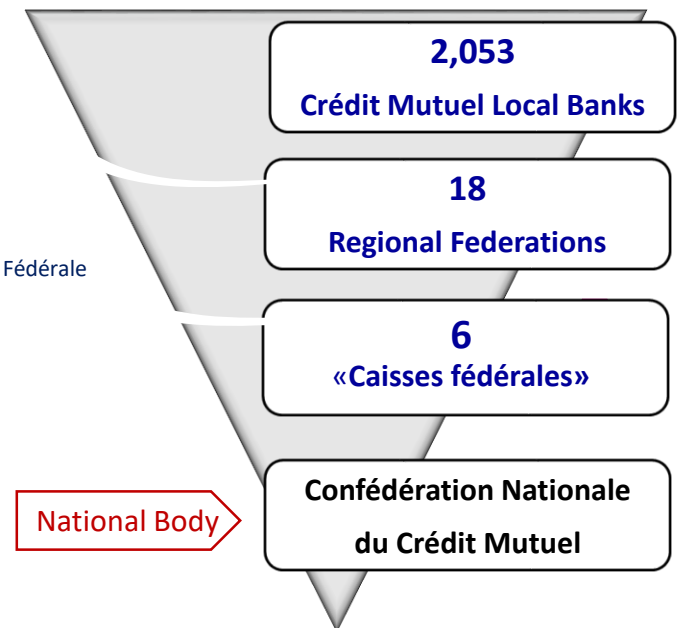 2,053
Crédit Mutuel Local Banks
18
Regional Federations
Fédérale
6
«Caisses fédérales»
Confédération Nationale
National Body
du Crédit Mutuel